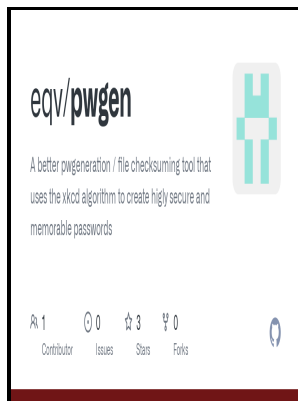 eqv/pwgen
A better pwgeneration / file checksuming tool that
uses the xkcd algorithm to create higly secure and
memorable passwords
1 0 3 0
Contributor Issues Stars Forks